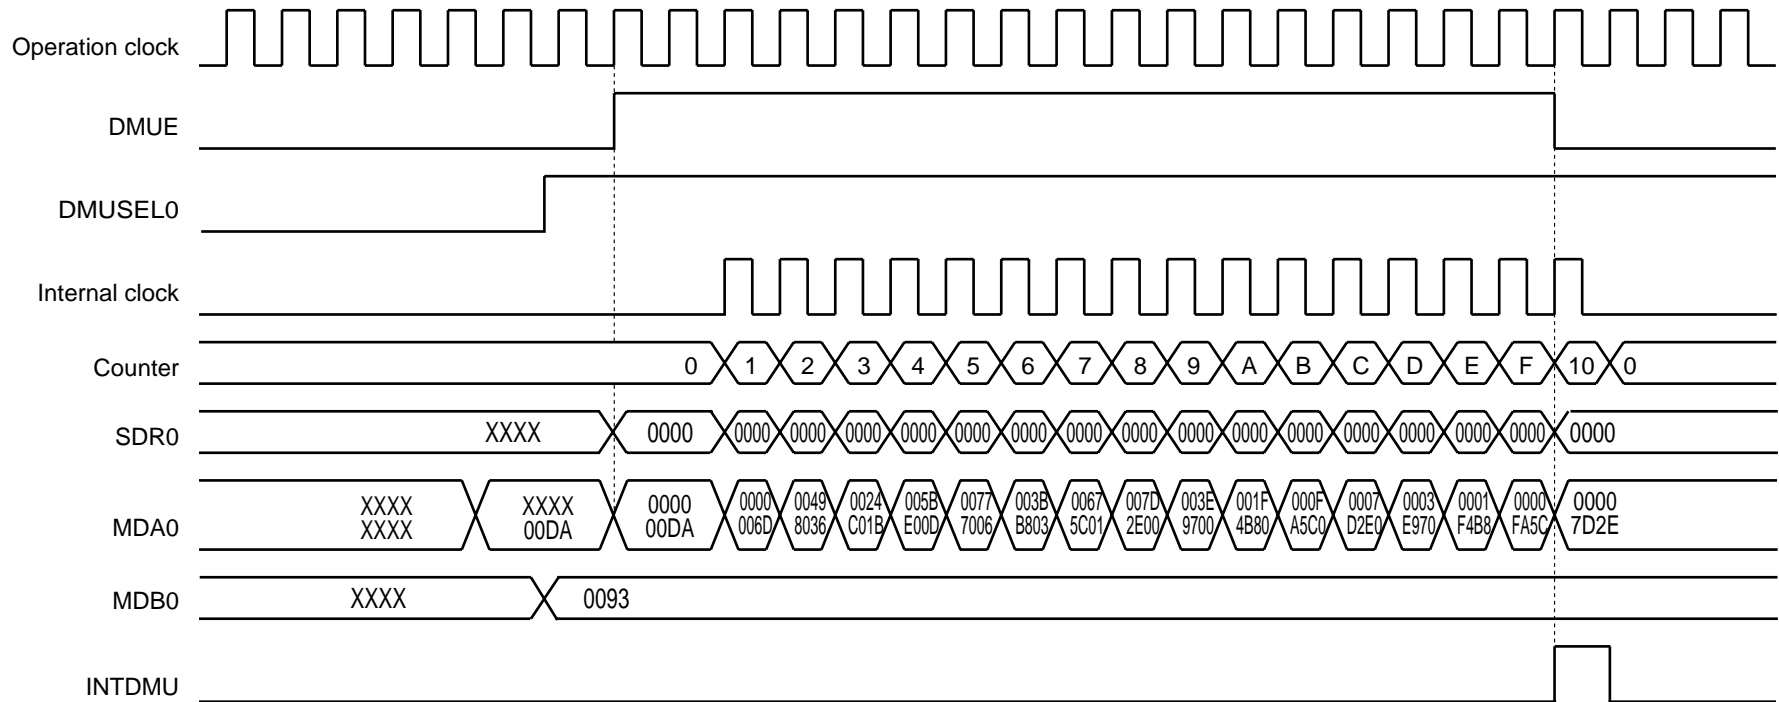 Operation clock
DMUE
DMUSEL0
Internal clock
Counter 0 1 2 3 4 5 6 7 8 9 A B C D E F 10 0
SDR0 XXXX 0000 0000 0000 0000 0000 0000 0000 0000 0000 0000 0000 0000 0000 0000 0000 0000 0000
MDA0
XXXX XXXX 0000 0000 0049 0024 005B 0077 003B 0067 007D 003E 001F 000F 0007 0003 0001 0000 0000
XXXX 00DA 00DA 006D 8036 C01B E00D 7006 B803 5C01 2E00 9700 4B80 A5C0 D2E0 E970 F4B8 FA5C 7D2E
MDB0 XXXX 0093
INTDMU